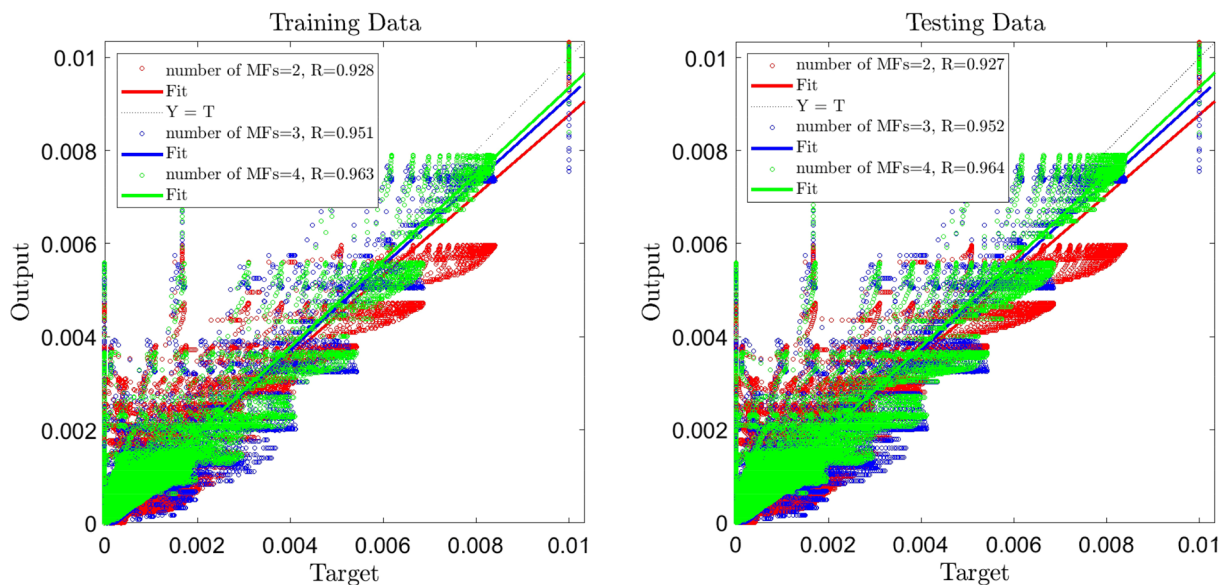 Training Data
number of MFs=2, R=0.928
Fit
Y = T
number of MFs=3, R=0.951
Fit
number of MFs=4, R=0.963
Fit
0.01
0.008
0.006
0.004
0.002
0
Output
0
0.002
0.004
0.006
0.008
0.01
Target
Testing Data
number of MFs=2, R=0.927
Fit
Y = T
number of MFs=3, R=0.952
Fit
number of MFs=4, R=0.964
Fit
0.01
0.008
0.006
0.004
0.002
0
Output
0
0.002
0.004
0.006
0.008
0.01
Target